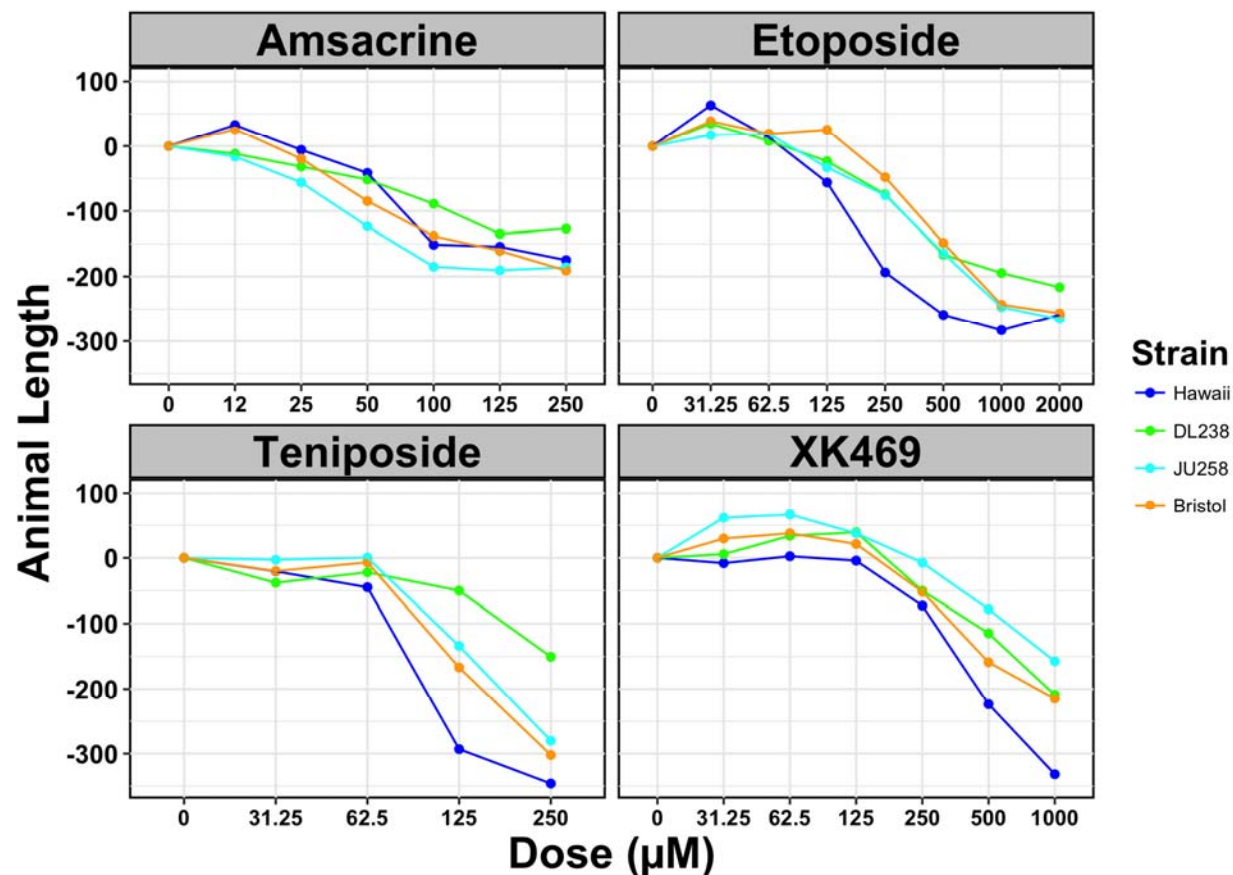 Amsacrine
Etoposide
100
0
-100
-200
-300
0 12 25 50 100 125 250
0 31.25 62.5 125 250 500 1000 2000
Teniposide
XK469
100
0
-100
-200
-300
0 31.25 62.5 125 250
0 31.25 62.5 125 250 500 1000
Animal Length
Dose (µM)
Strain
Hawaii
DL238
JU258
Bristol